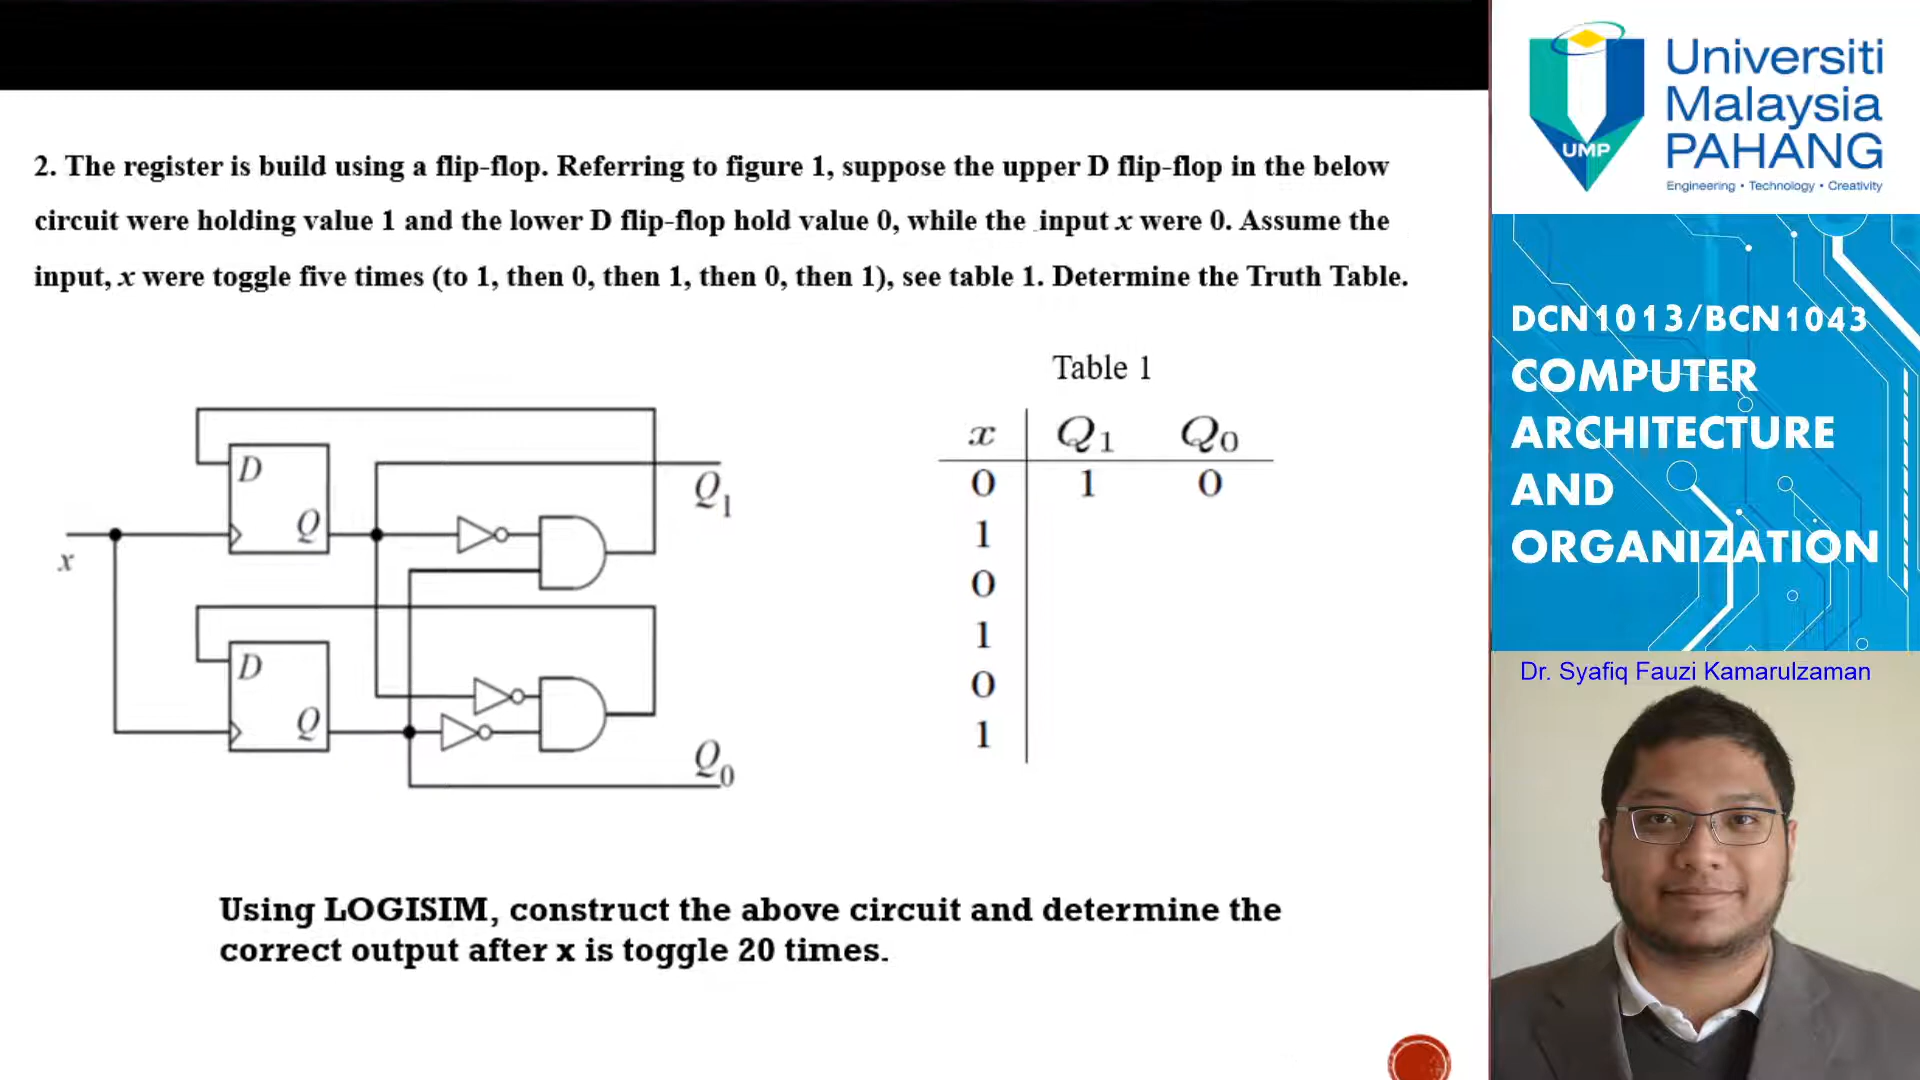 2. The register is build using a flip-flop. Referring to figure 1, suppose the upper D flip-flop in the below
circuit were holding value 1 and the lower D flip-flop hold value 0, while the input x were 0. Assume the
input, x were toggle five times (to 1, then 0, then 1, then 0, then 1), see table 1. Determine the Truth Table.
Table 1
x Q1 Q0
0 1 0
1
0
1
0
1
D
Q
Q1
x
D
Q
Q0
Using LOGISIM, construct the above circuit and determine the
correct output after x is toggle 20 times.
UMP
Universiti
Malaysia
PAHANG
Engineering • Technology • Creativity
DCN1013/BCN1043
COMPUTER
ARCHITECTURE
AND
ORGANIZATION
Dr. Syafiq Fauzi Kamarulzaman